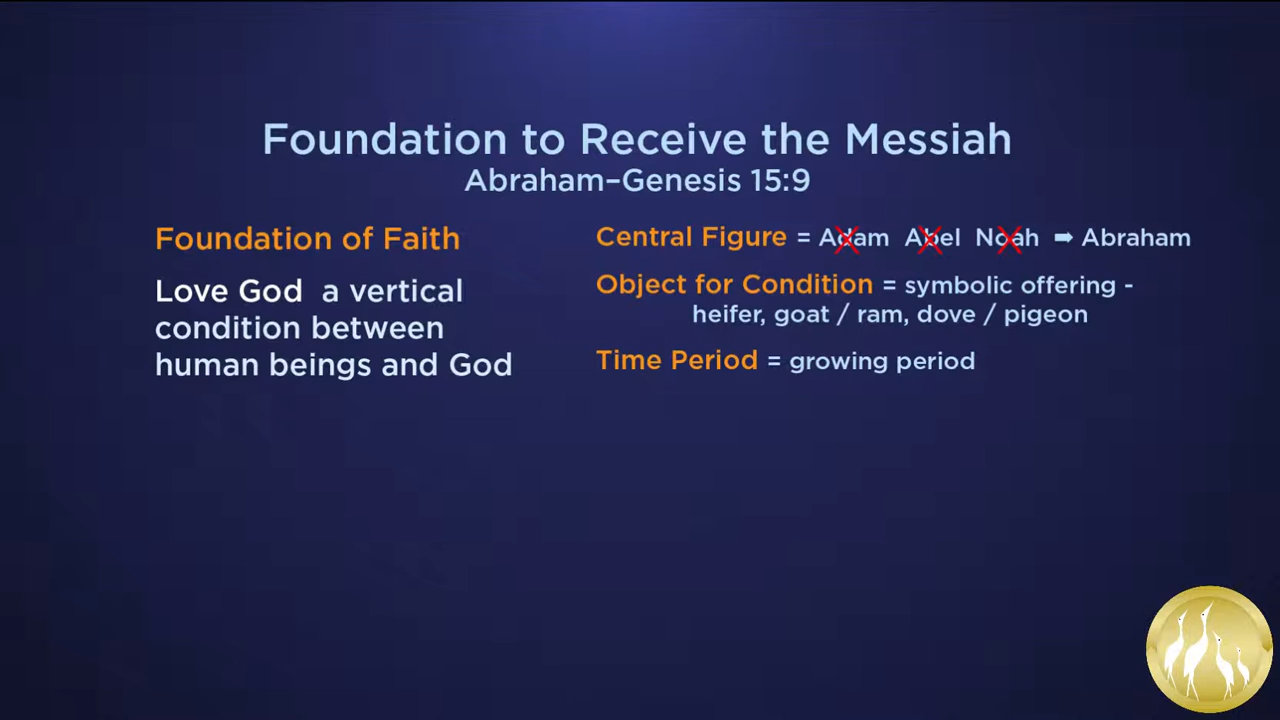 Foundation to Receive the Messiah
Abraham–Genesis 15:9
Foundation of Faith
Love God a vertical
condition between
human beings and God
Central Figure = Adam Abel Noah ➡ Abraham
Object for Condition = symbolic offering -
heifer, goat / ram, dove / pigeon
Time Period = growing period